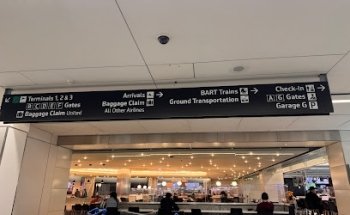 Terminals 1, 2 & 3
B C D E F Gates
Baggage Claim United
Arrivals
Baggage Claim
All Other Airlines
BART Trains
Ground Transportation
Check-in
A G Gates
Garage G P